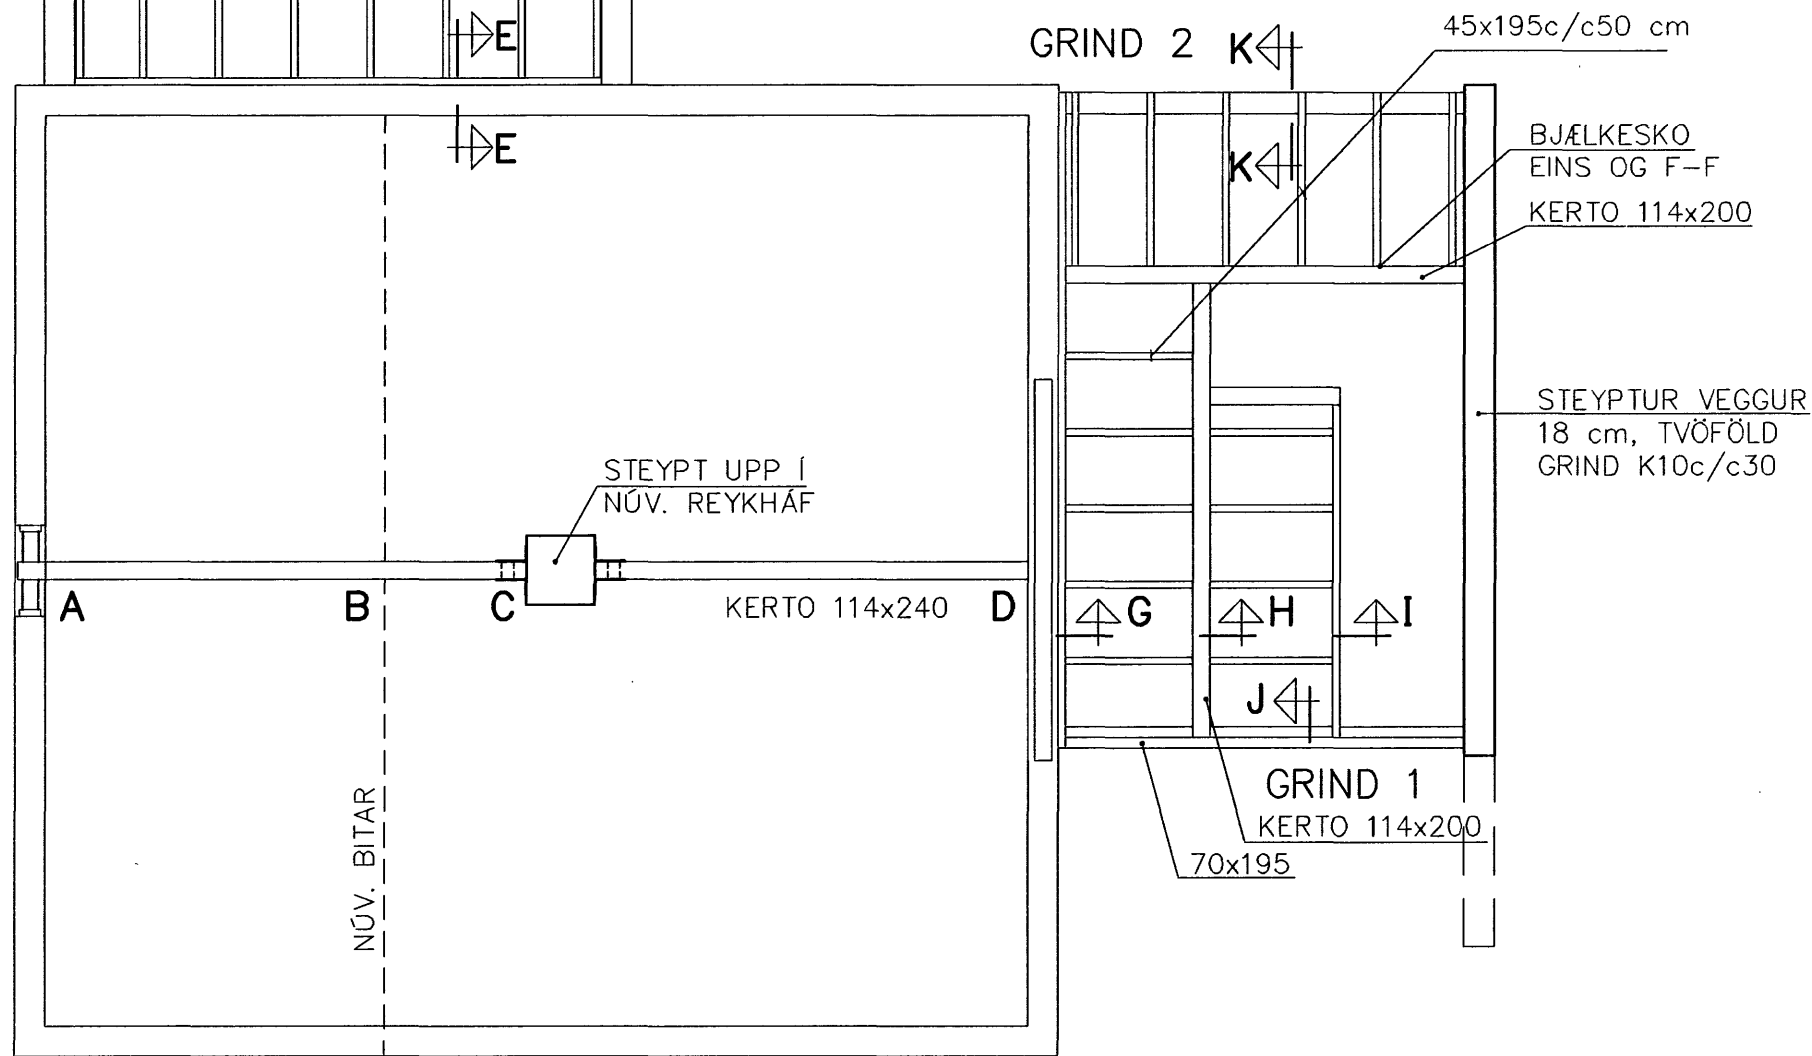 E
GRIND 2
K
45x195c/c50 cm
E
K
BJÆLKESKO
EINS OG F-F
KERTO 114x200
STEYPTUR VEGGUR
18 cm, TVÖFÖLD
GRIND K10c/c30
STEYPT UPP Í
NÚV. REYKHÁF
A
B
C
KERTO 114x240
D
G
H
I
J
NÚV. BITAR
GRIND 1
KERTO 114x200
70x195